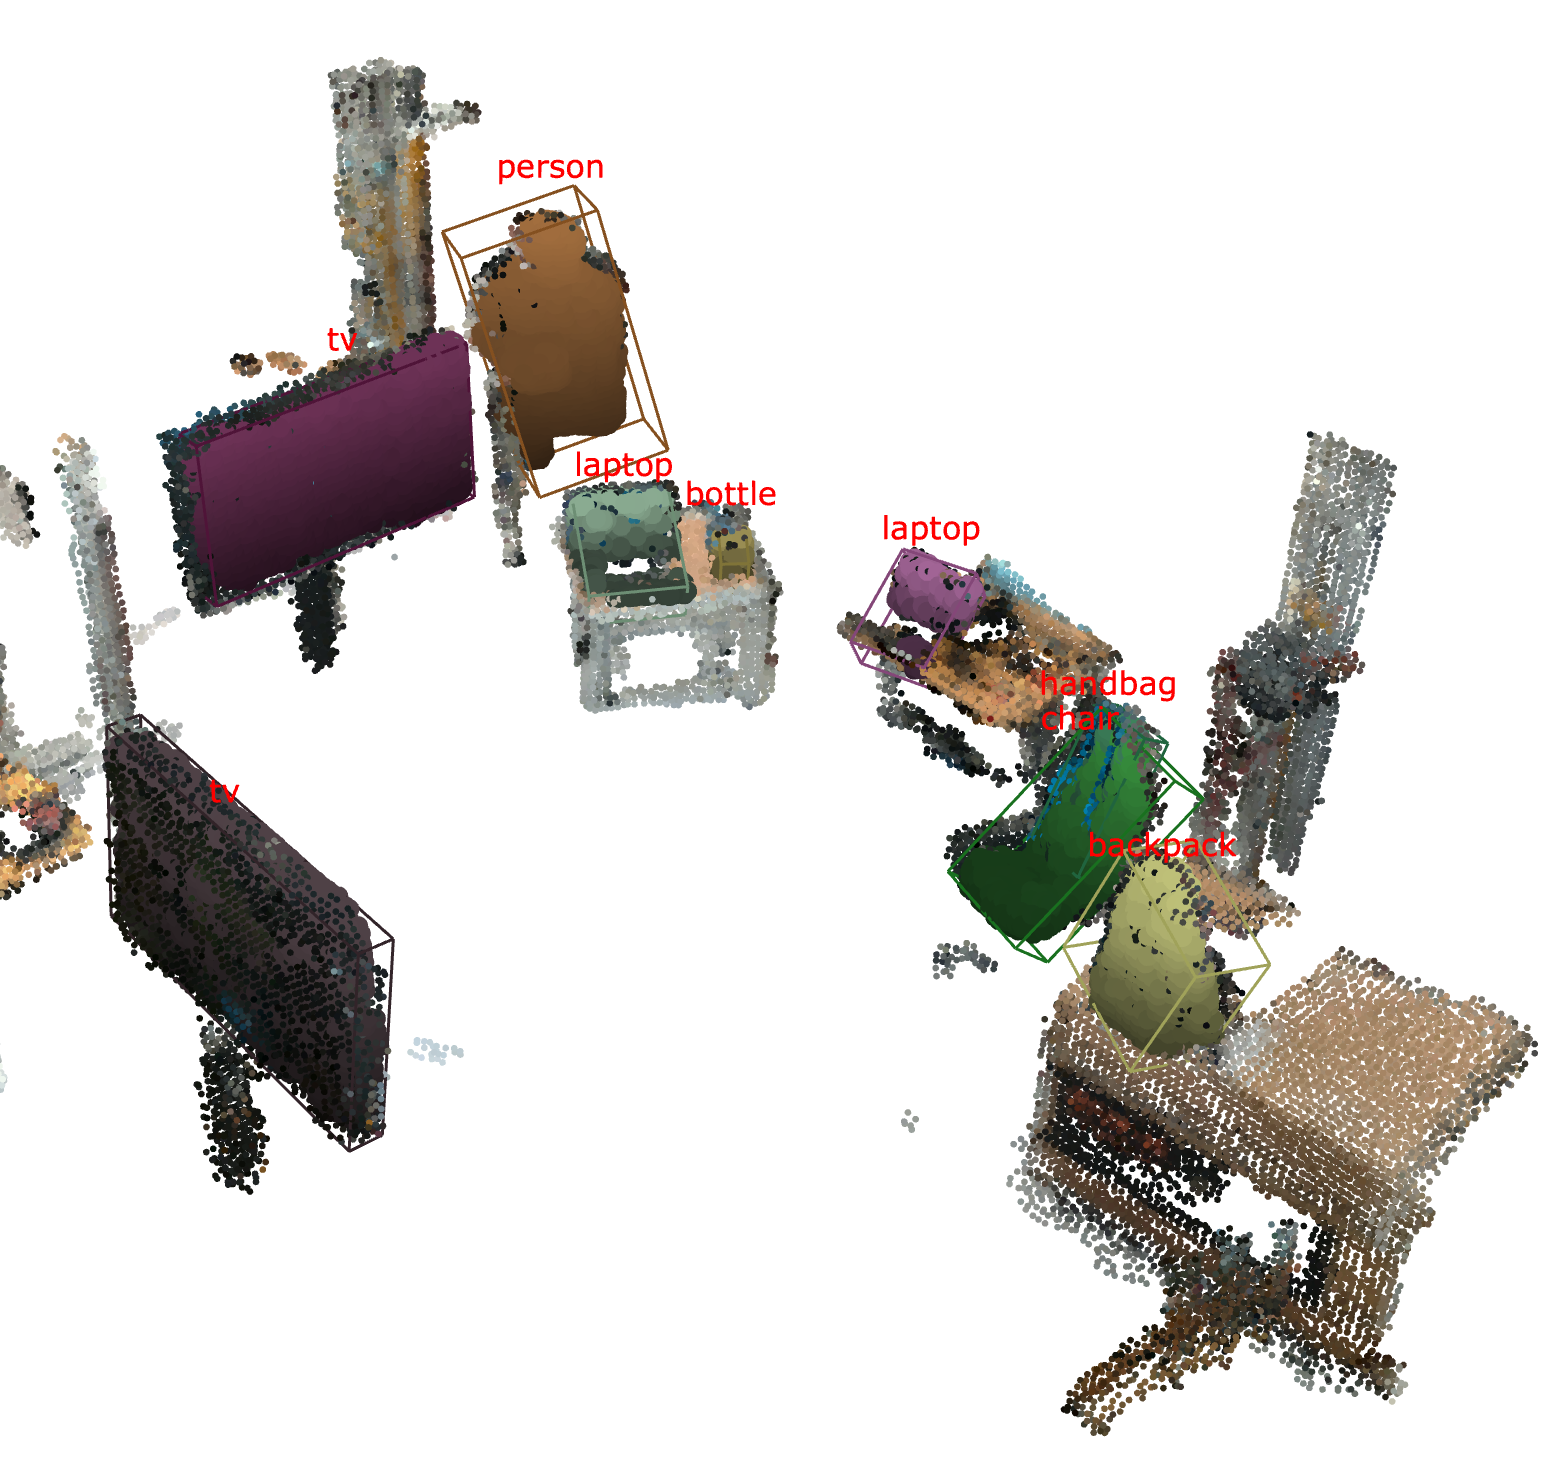 person
tv
laptop
bottle
laptop
handbag
chair
tv
backpack